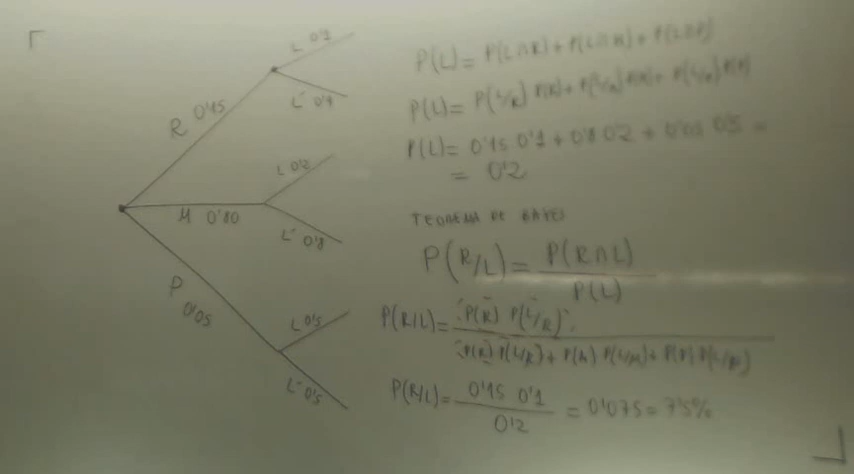 L 0'2
L⁻ 0'9
R 0'15
L 0'2
M 0'80
L⁻ 0'8
P 0'05
L 0'5
L⁻ 0'5
P(L)= P(L∩R)+P(L∩M)+P(L∩P)
P(L)= P(L/R) P(R)+P(L/M) P(M)+P(L/P) P(P)
P(L)= 0'15 0'1+0'8 0'2+0'05 0'5 =
= 0'2
TEOREMA DE BAYES
P(R/L)= P(R∩L)
P(L)
P(R/L)= P(R) P(L/R)
P(R) P(L/R)+P(M) P(L/M)+P(P) P(L/P)
P(R/L)= 0'15 0'1
0'2
= 0'075= 7'5%